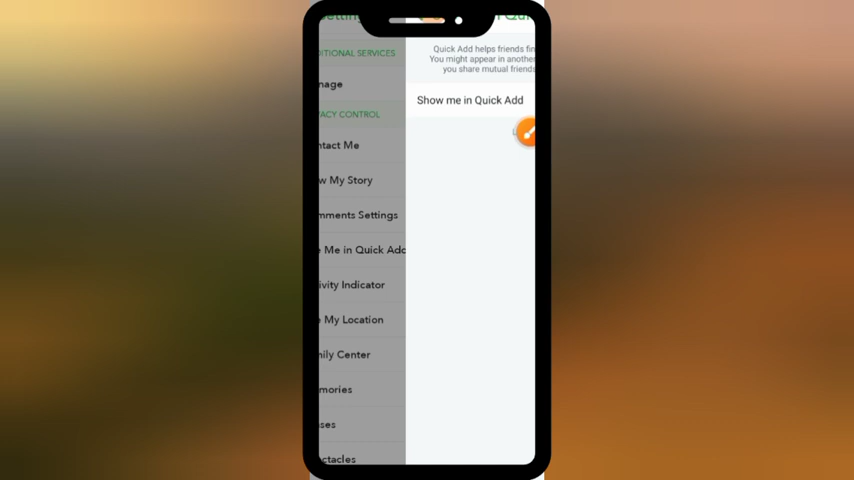 ITIONAL SERVICES
nage
ACY CONTROL
ntact Me
w My Story
mments Settings
e Me in Quick Add
ivity Indicator
e My Location
mily Center
mories
nses
ctacles
Quick Add helps friends fin
You might appear in another
you share mutual friends
Show me in Quick Add